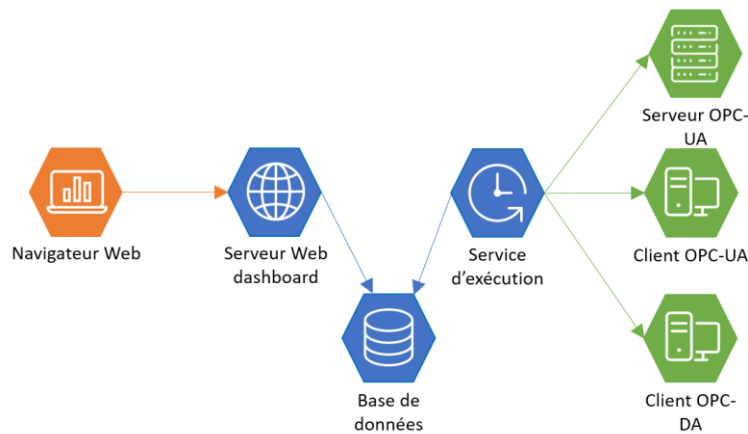 Serveur OPC-
UA
Navigateur Web
Serveur Web
dashboard
Service
d’exécution
Client OPC-UA
Base de
données
Client OPC-
DA